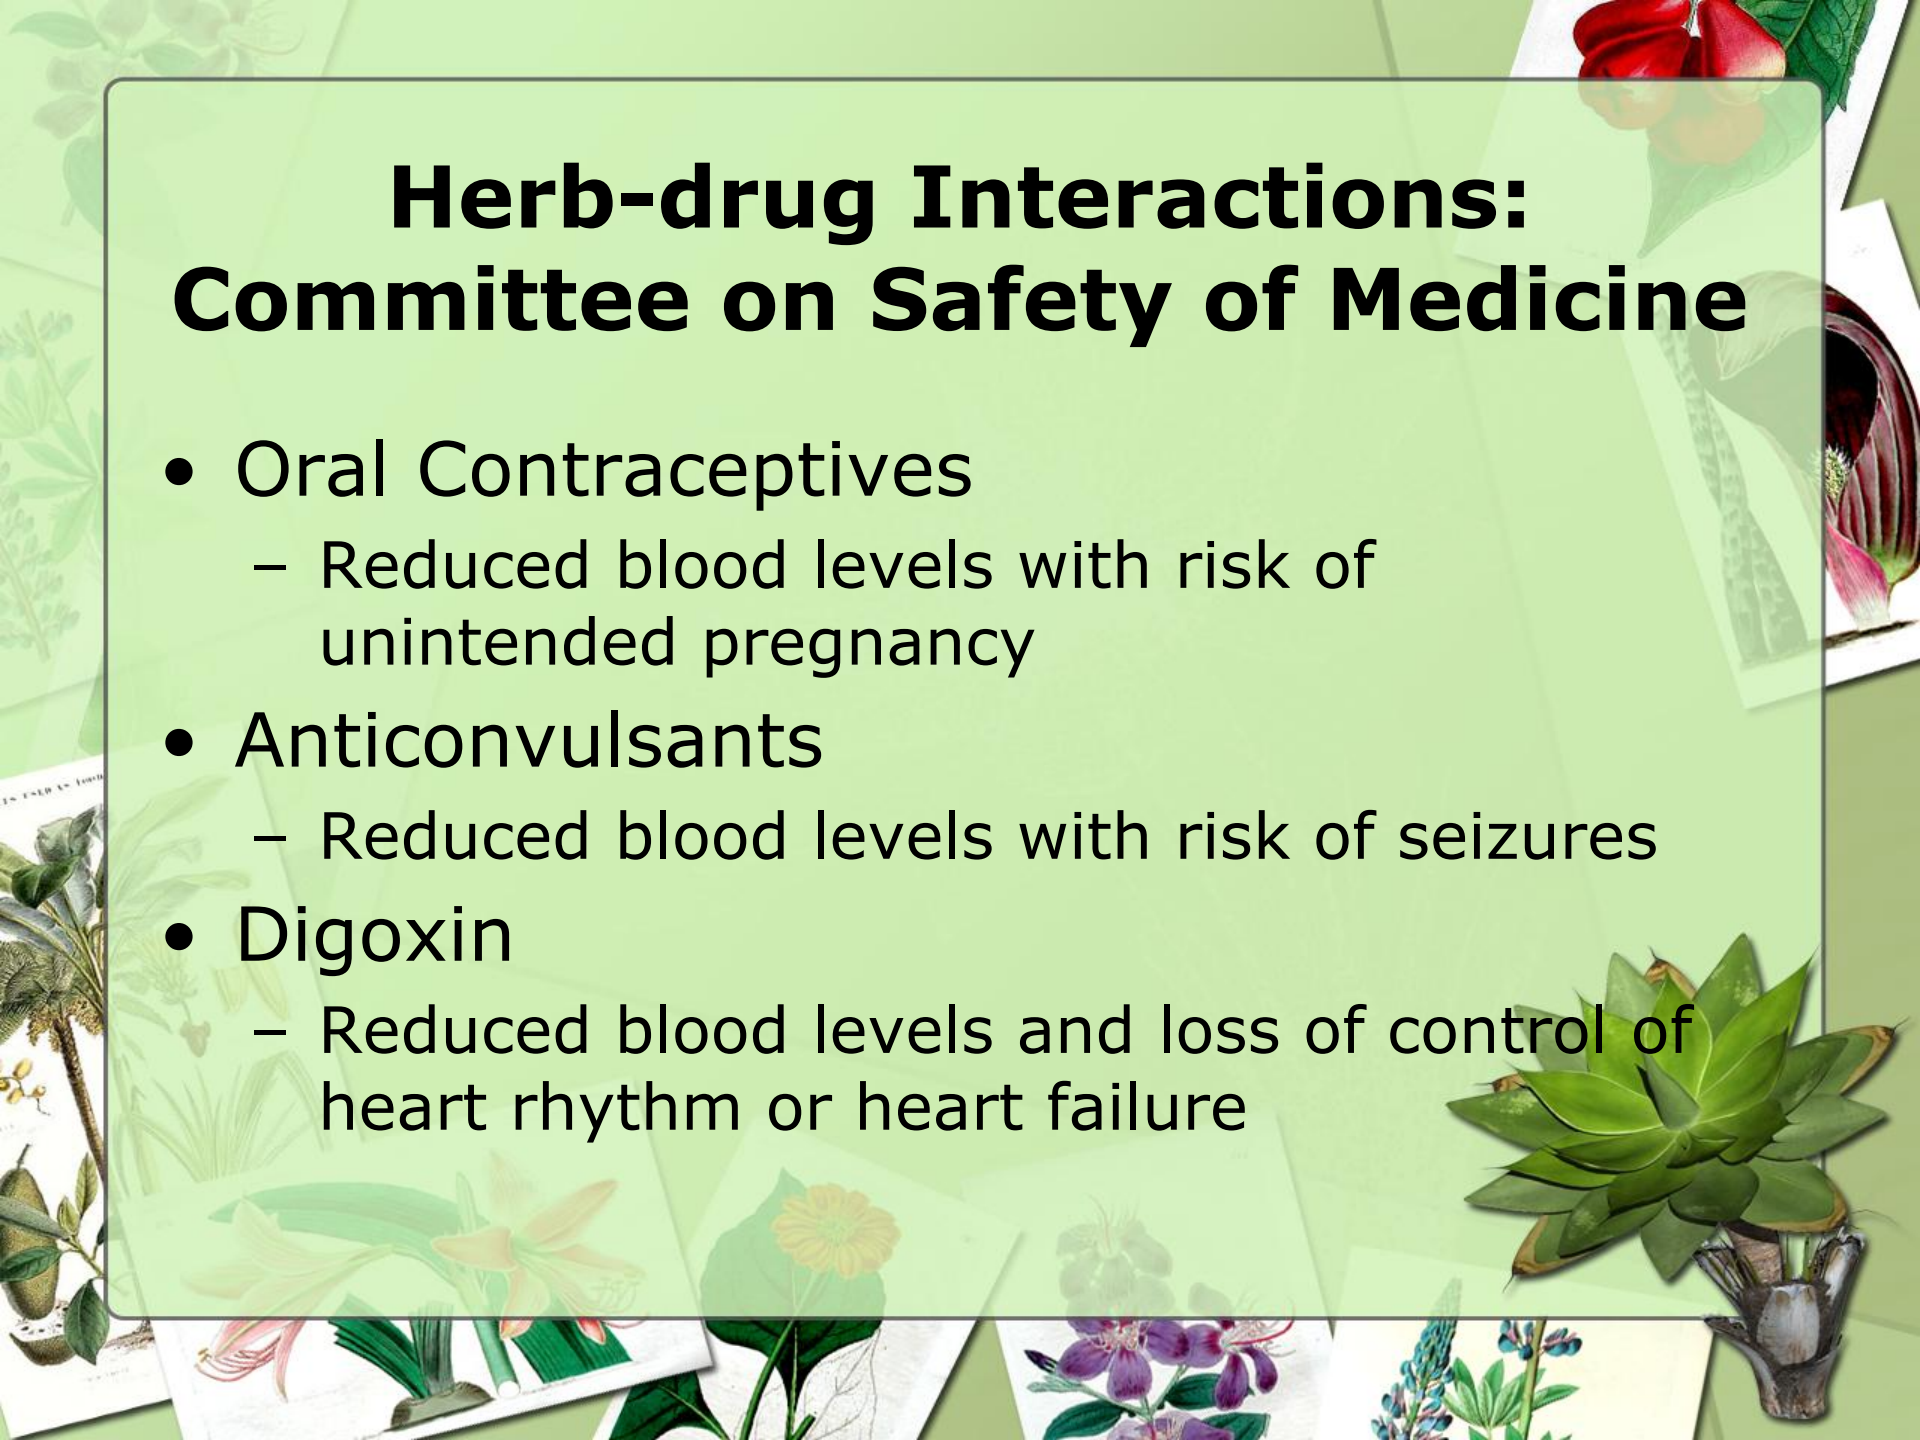 Herb-drug Interactions:
Committee on Safety of Medicine
• Oral Contraceptives
– Reduced blood levels with risk of
unintended pregnancy
• Anticonvulsants
– Reduced blood levels with risk of seizures
• Digoxin
– Reduced blood levels and loss of control of
heart rhythm or heart failure